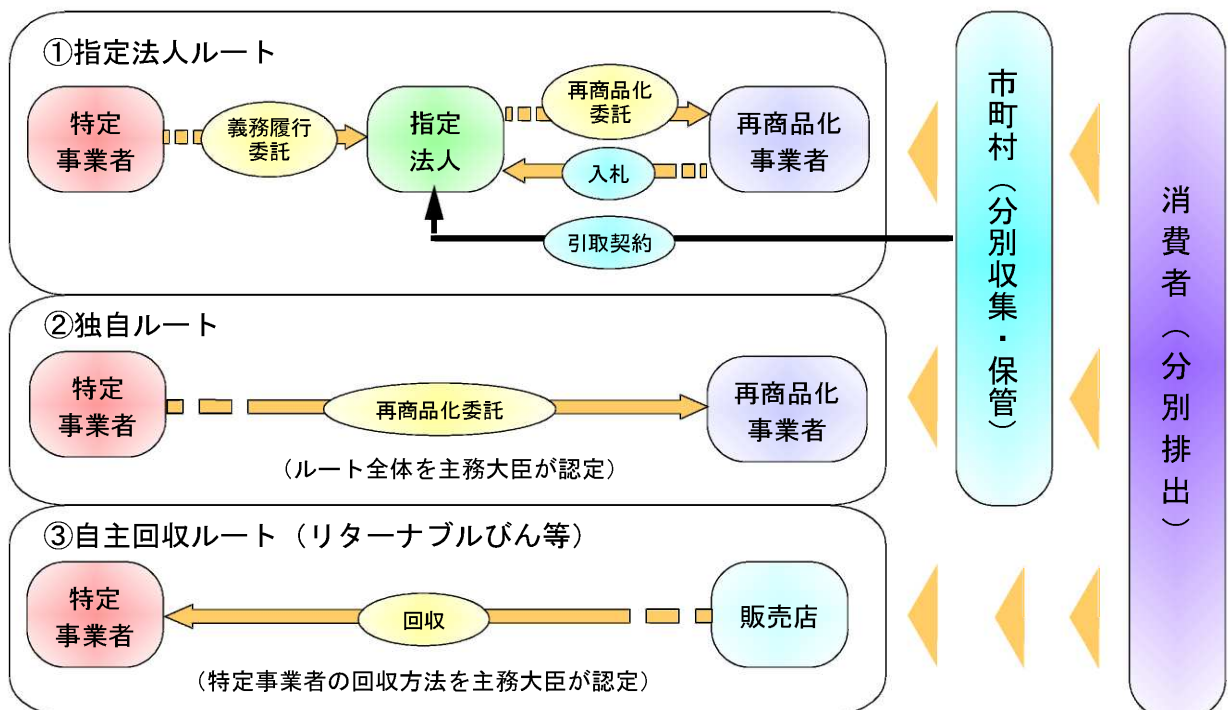 ①指定法人ルート
特定
事業者
義務履行
委託
指定
法人
再商品化
委託
入札
再商品化
事業者
引取契約
②独自ルート
特定
事業者
再商品化委託
再商品化
事業者
(ルート全体を主務大臣が認定)
③自主回収ルート(リターナブルびん等)
特定
事業者
回収
販売店
(特定事業者の回収方法を主務大臣が認定)
市町村(分別収集・保管)
消費者(分別排出)